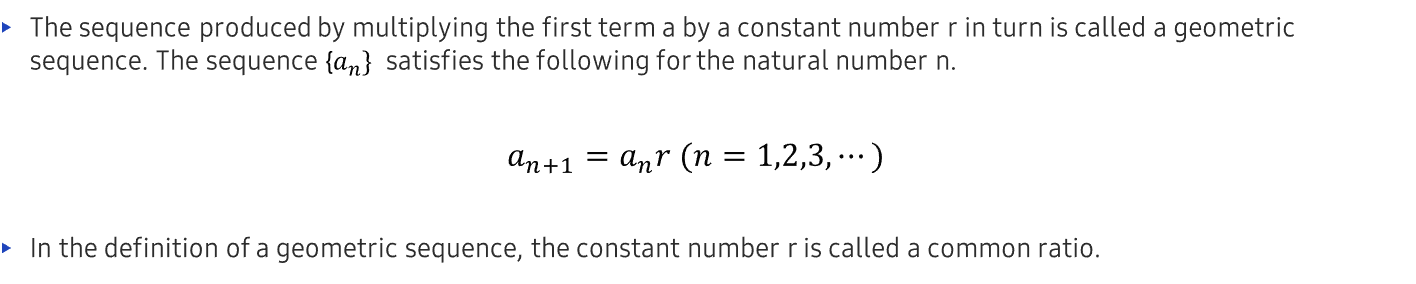 ▸ The sequence produced by multiplying the first term a by a constant number r in turn is called a geometric
sequence. The sequence {aₙ} satisfies the following for the natural number n.
aₙ₊₁ = aₙr (n = 1,2,3, ⋯ )
▸ In the definition of a geometric sequence, the constant number r is called a common ratio.